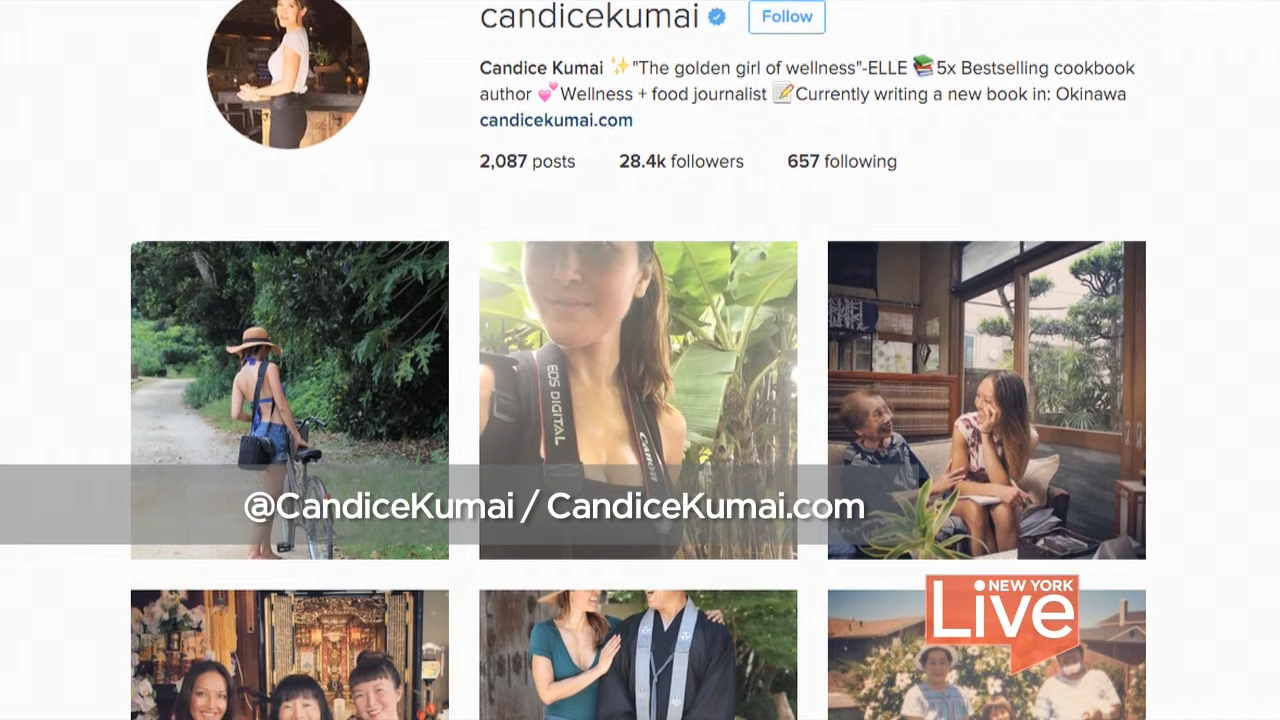 candicekumai Follow
Candice Kumai ✨"The golden girl of wellness"-ELLE 📚5x Bestselling cookbook
author 💕Wellness + food journalist 📝Currently writing a new book in: Okinawa
candicekumai.com
2,087 posts 28.4k followers 657 following
EOS DIGITAL
Canon
@CandiceKumai / CandiceKumai.com
NEW YORK
Live